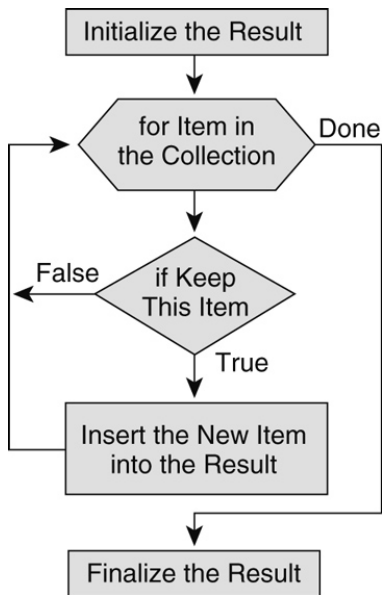 Initialize the Result
for Item in
the Collection
Done
False
if Keep
This Item
True
Insert the New Item
into the Result
Finalize the Result